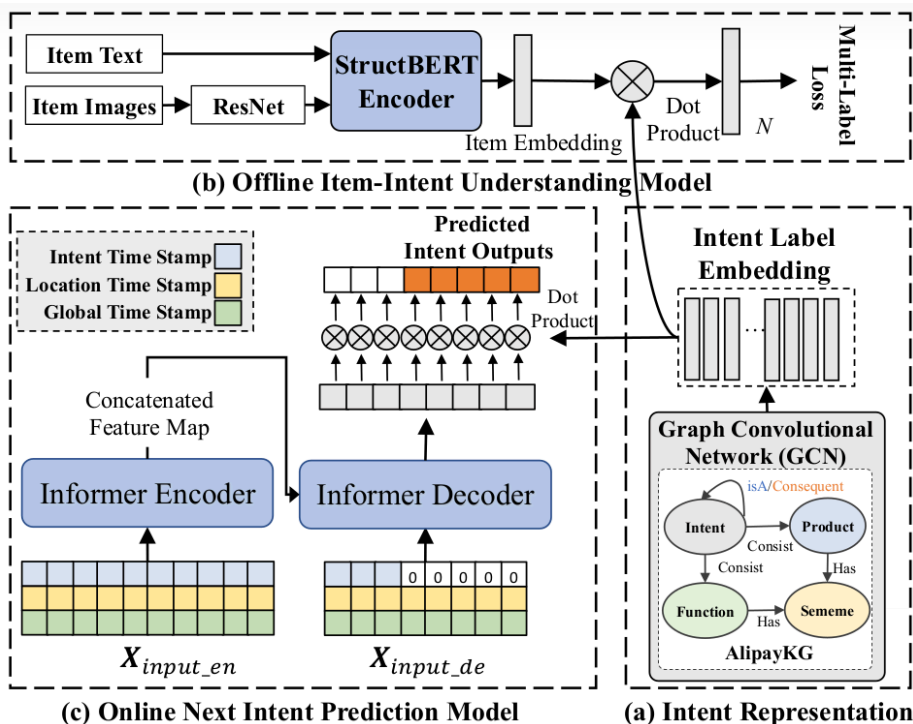 Item Text
Item Images
ResNet
StructBERT
Encoder
Item Embedding
Dot
Product
N
Multi-Label
Loss
(b) Offline Item-Intent Understanding Model
Intent Time Stamp
Location Time Stamp
Global Time Stamp
Predicted
Intent Outputs
Dot
Product
Concatenated
Feature Map
Informer Encoder
Informer Decoder
0 0 0 0 0
X_input_en
X_input_de
(c) Online Next Intent Prediction Model
Intent Label
Embedding
...
Graph Convolutional
Network (GCN)
isA/Consequent
Intent
Product
Consist
Consist
Has
Function
Sememe
Has
AlipayKG
(a) Intent Representation